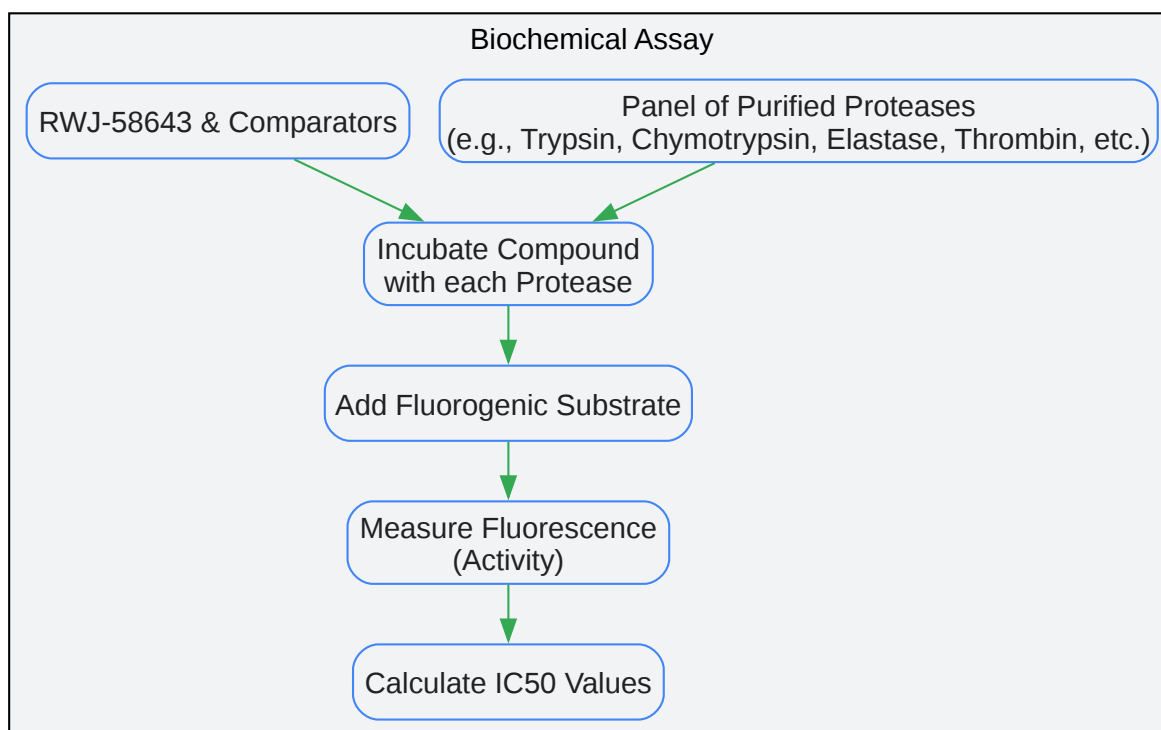 Biochemical Assay
RWJ-58643 & Comparators
Panel of Purified Proteases
(e.g., Trypsin, Chymotrypsin, Elastase, Thrombin, etc.)
Incubate Compound
with each Protease
Add Fluorogenic Substrate
Measure Fluorescence
(Activity)
Calculate IC50 Values